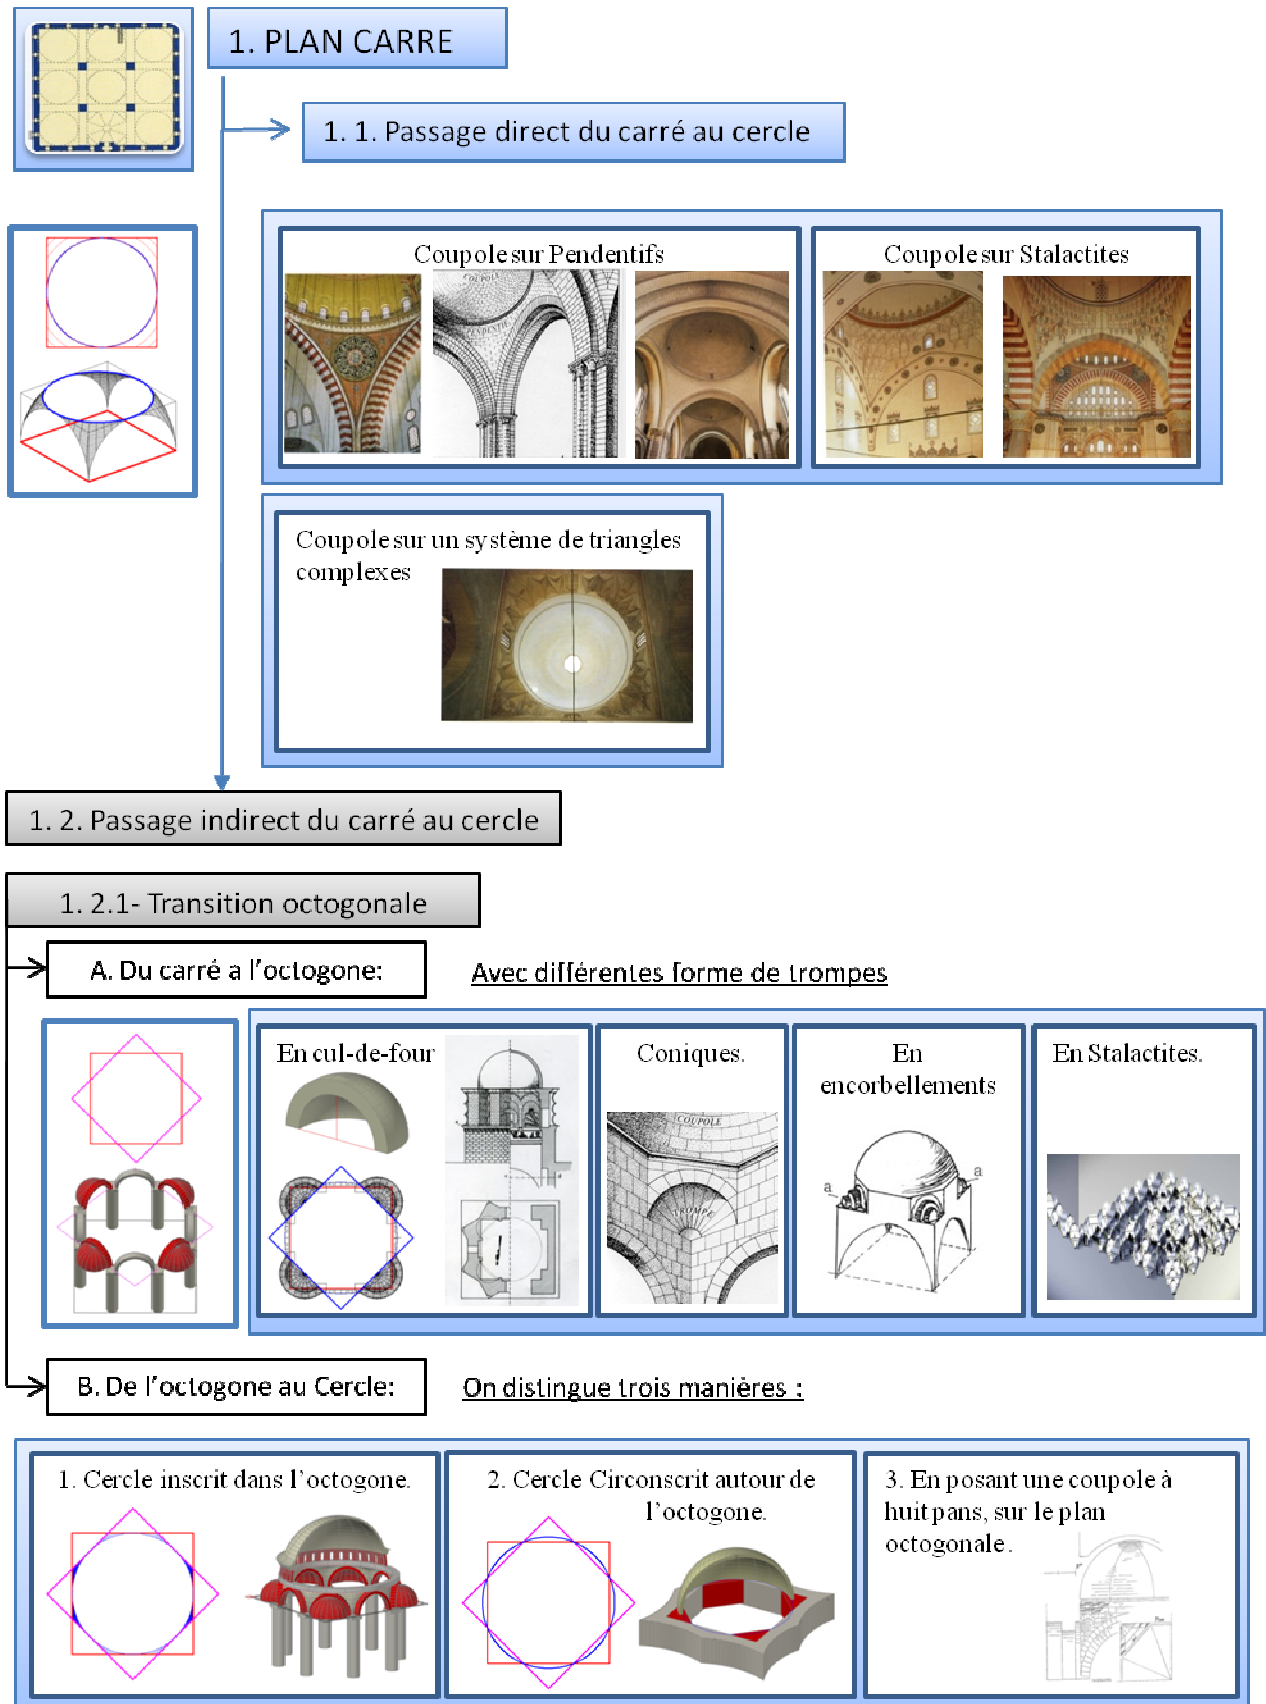 1. PLAN CARRE
1. 1. Passage direct du carré au cercle
Coupole sur Pendentifs
COUPOLE
Coupole sur Stalactites
Coupole sur un système de triangles
complexes
1. 2. Passage indirect du carré au cercle
1. 2.1- Transition octogonale
A. Du carré a l’octogone:
Avec différentes forme de trompes
En cul-de-four
Coniques.
COUPOLE
TROMPE
En
encorbellements
a
a
En Stalactites.
B. De l’octogone au Cercle:
On distingue trois manières :
1. Cercle inscrit dans l’octogone.
2. Cercle Circonscrit autour de
l’octogone.
3. En posant une coupole à
huit pans, sur le plan
octogonale.